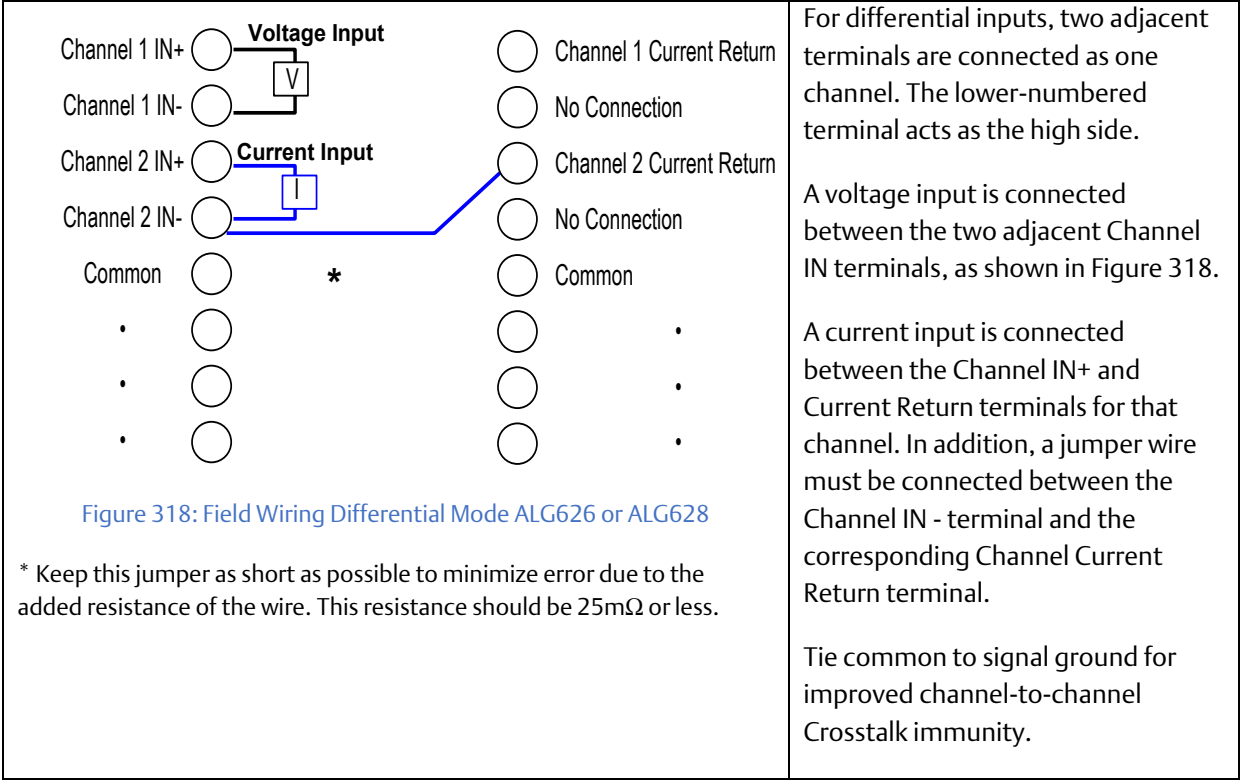 Voltage Input
Channel 1 IN+
V
Channel 1 IN-
Channel 2 IN+
Current Input
I
Channel 2 IN-
Common
*
•
•
•
Channel 1 Current Return
No Connection
Channel 2 Current Return
No Connection
Common
•
•
•
Figure 318: Field Wiring Differential Mode ALG626 or ALG628
* Keep this jumper as short as possible to minimize error due to the
added resistance of the wire. This resistance should be 25mΩ or less.
For differential inputs, two adjacent
terminals are connected as one
channel. The lower-numbered
terminal acts as the high side.
A voltage input is connected
between the two adjacent Channel
IN terminals, as shown in Figure 318.
A current input is connected
between the Channel IN+ and
Current Return terminals for that
channel. In addition, a jumper wire
must be connected between the
Channel IN - terminal and the
corresponding Channel Current
Return terminal.
Tie common to signal ground for
improved channel-to-channel
Crosstalk immunity.